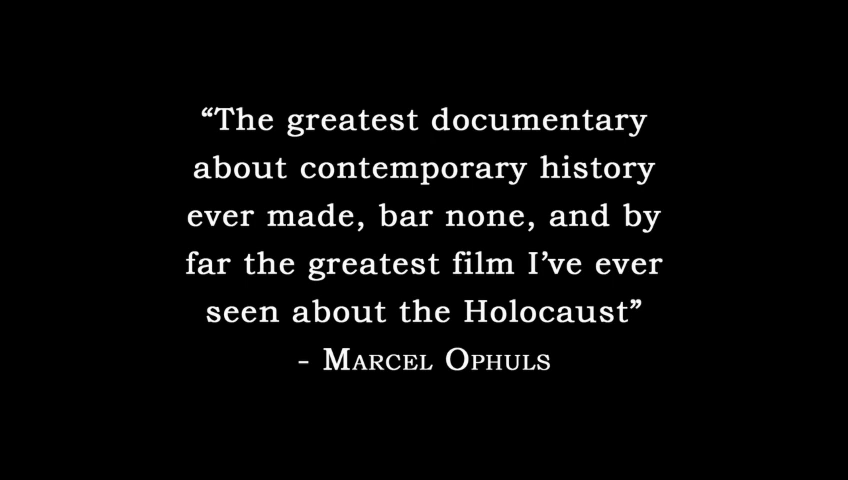 “The greatest documentary
about contemporary history
ever made, bar none, and by
far the greatest film I’ve ever
seen about the Holocaust”
- MARCEL OPHULS